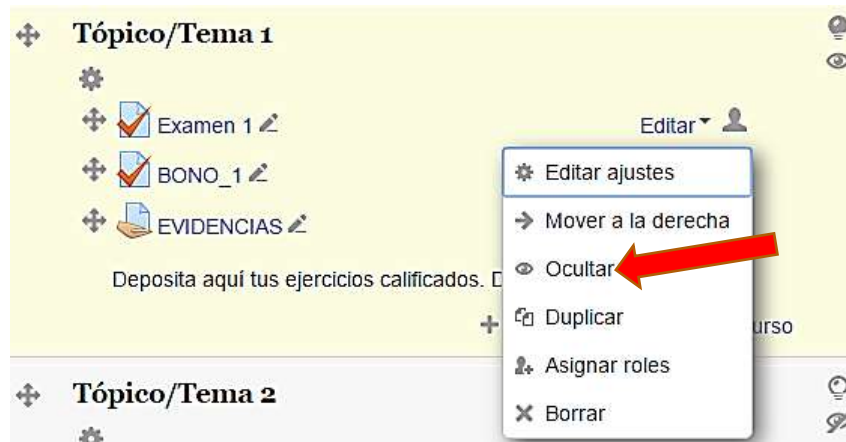 Tópico/Tema 1
Examen 1
Editar
BONO_1
Editar ajustes
EVIDENCIAS
Mover a la derecha
Ocultar
Deposita aquí tus ejercicios calificados.
Duplicar
Asignar roles
Tópico/Tema 2
Borrar